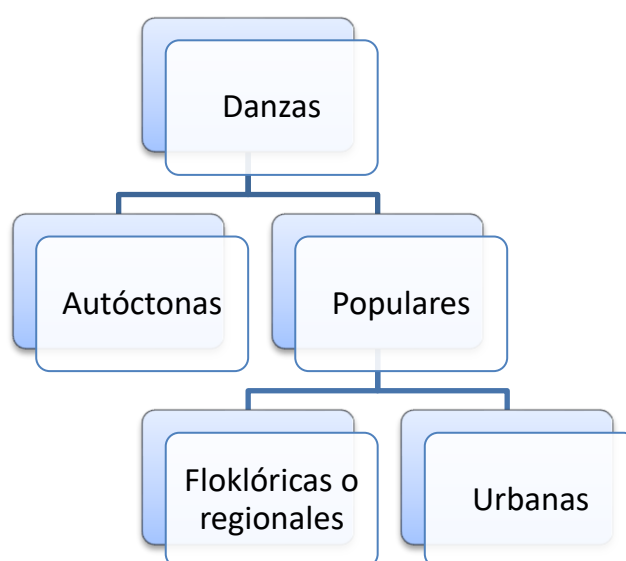 Danzas
Autóctonas
Populares
Floklóricas o
regionales
Urbanas